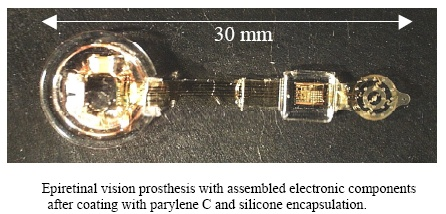 30 mm
Epiretinal vision prosthesis with assembled electronic components
after coating with parylene C and silicone encapsulation.